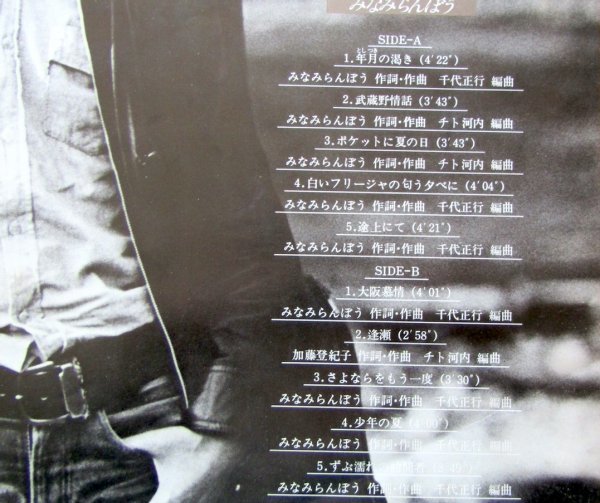 みなみらんぼう
SIDE-A
としつき
1.年月の渇き (4'22")
みなみらんぼう 作詞・作曲 千代正行 編曲
2.武蔵野情話 (3'43")
みなみらんぼう 作詞・作曲 チト河内 編曲
3.ポケットに夏の日 (3'43")
みなみらんぼう 作詞・作曲 チト河内 編曲
4.白いフリージャの匂う夕べに (4'04")
みなみらんぼう 作詞・作曲 千代正行 編曲
5.途上にて (4'21")
みなみらんぼう 作詞・作曲 千代正行 編曲
SIDE-B
1.大阪慕情 (4'01")
みなみらんぼう 作詞・作曲 千代正行 編曲
2.逢瀬 (2'58")
加藤登紀子 作詞・作曲 チト河内 編曲
3.さよならをもう一度 (3'30")
みなみらんぼう 作詞・作曲 千代正行 編曲
4.少年の夏 (4'00")
みなみらんぼう 作詞・作曲 千代正行 編曲
5.ずぶ濡れの 者 (3'49")
みなみらんぼう 作詞・作曲 千代正行 編曲